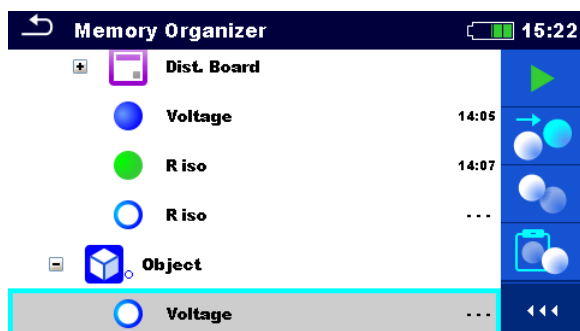 Memory Organizer 15:22
Dist. Board
Voltage 14:05
R iso 14:07
R iso ---
Object
Voltage ---